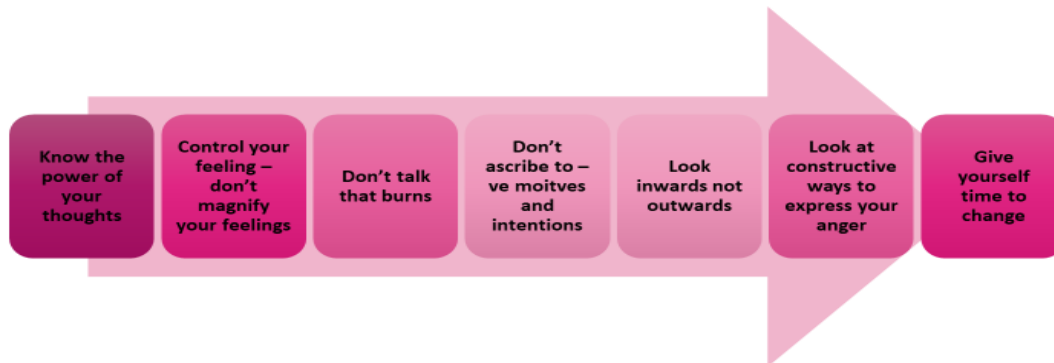 Know the
power of
your
thoughts
Control your
feeling –
don't
magnify
your feelings
Don't talk
that burns
Don't
ascribe to –
ve moitves
and
intentions
Look
inwards not
outwards
Look at
constructive
ways to
express your
anger
Give
yourself
time to
change